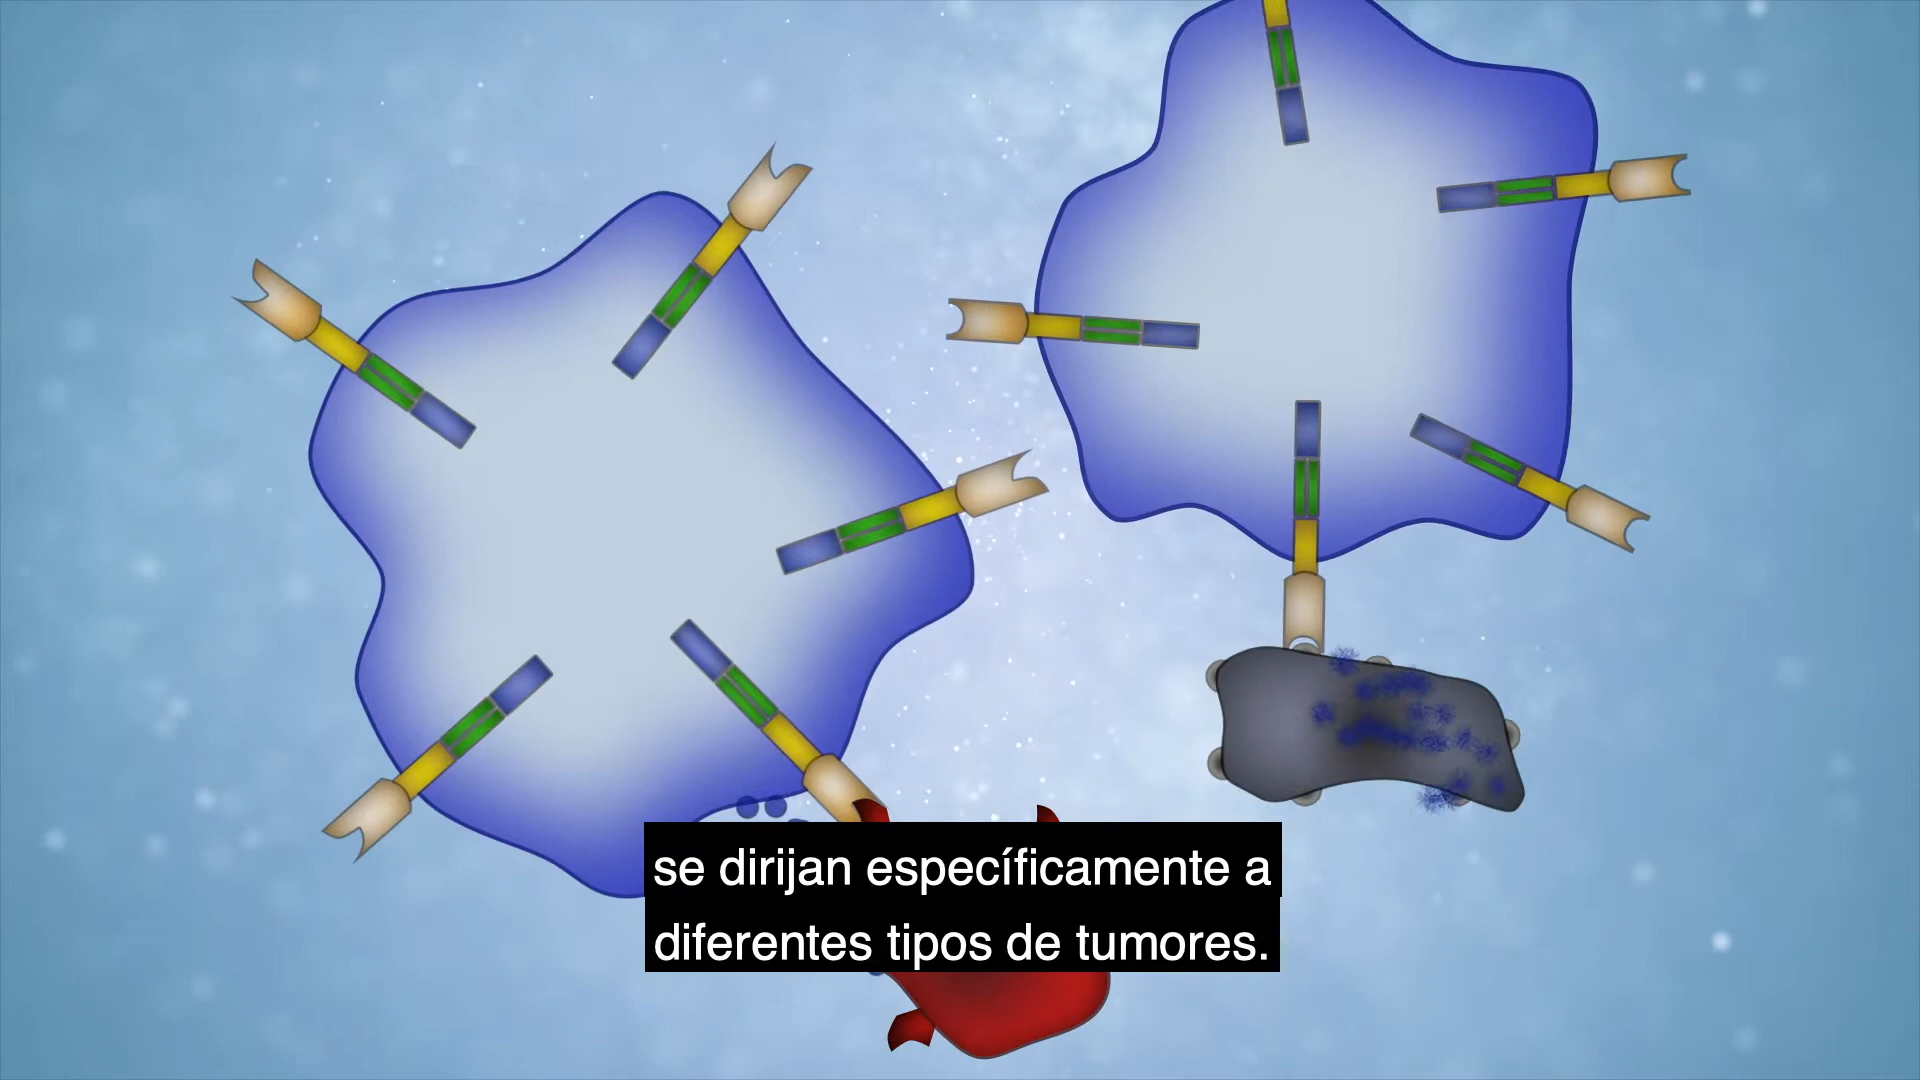 se dirijan específicamente a
diferentes tipos de tumores.